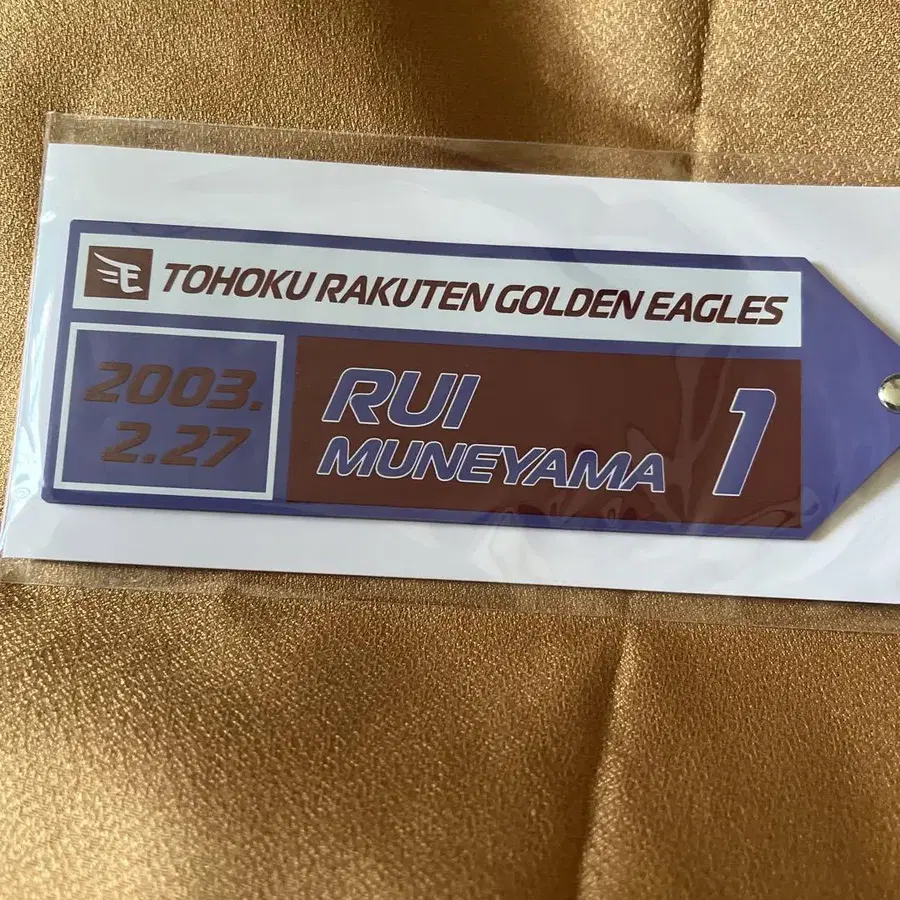 TOHOKU RAKUTEN GOLDEN EAGLES
2003.
2.27
RUI
MUNEYAMA
1